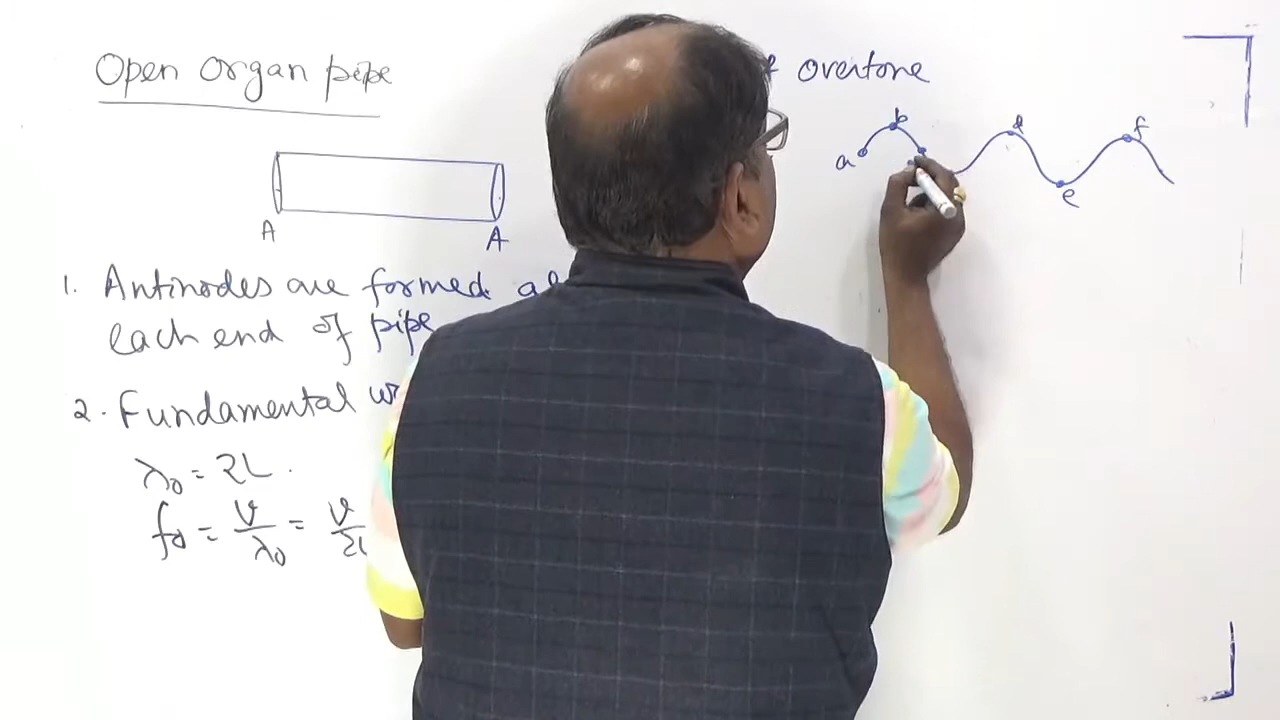 Open Organ pipe
overtone
a b d e f
A A
1. Antinodes are formed
each end of pipe
2. Fundamental
λ₀ = 2L.
f₀ = v/λ₀ = v/2l